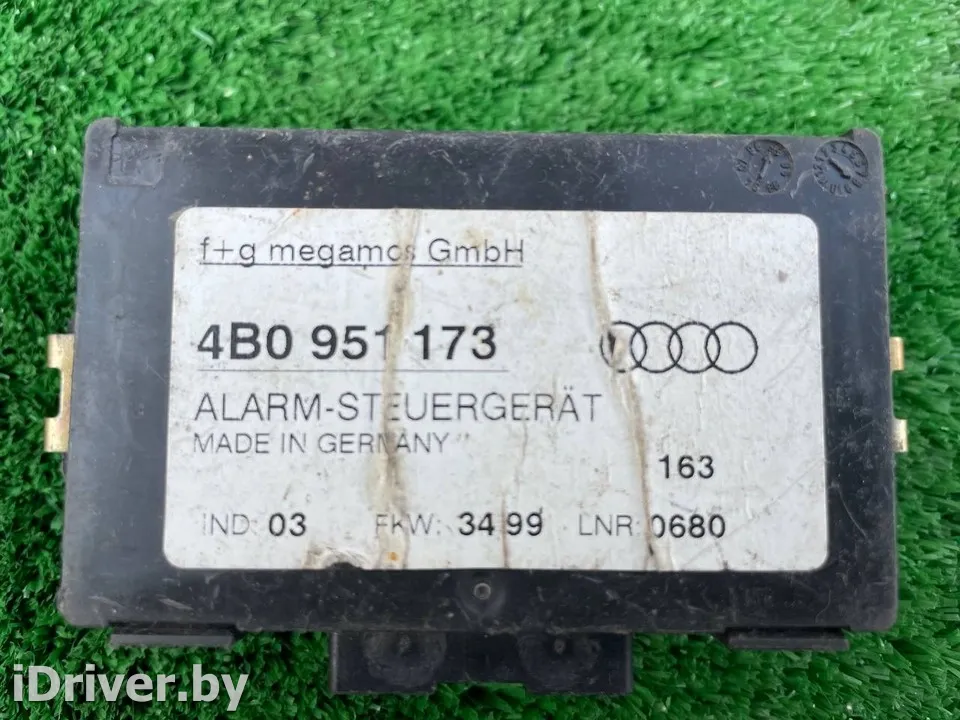 f+g megamos GmbH
4B0 951 173
ALARM-STEUERGERÄT
MADE IN GERMANY
163
IND: 03 FKW: 34.99 LNR: 0680
iDriver.by